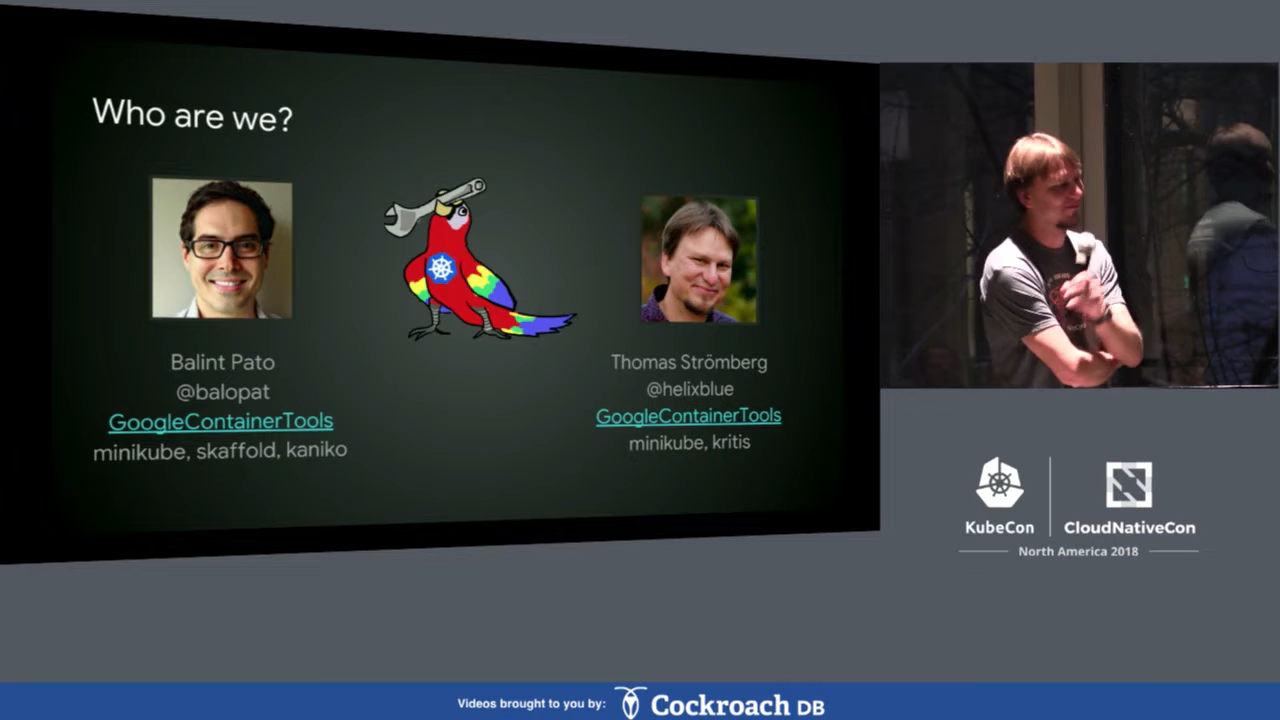 Who are we?
Balint Pato
@balopat
GoogleContainerTools
minikube, skaffold, kaniko
Thomas Strömberg
@helixblue
GoogleContainerTools
minikube, kritis
KubeCon
CloudNativeCon
North America 2018
Videos brought to you by:
Cockroach DB